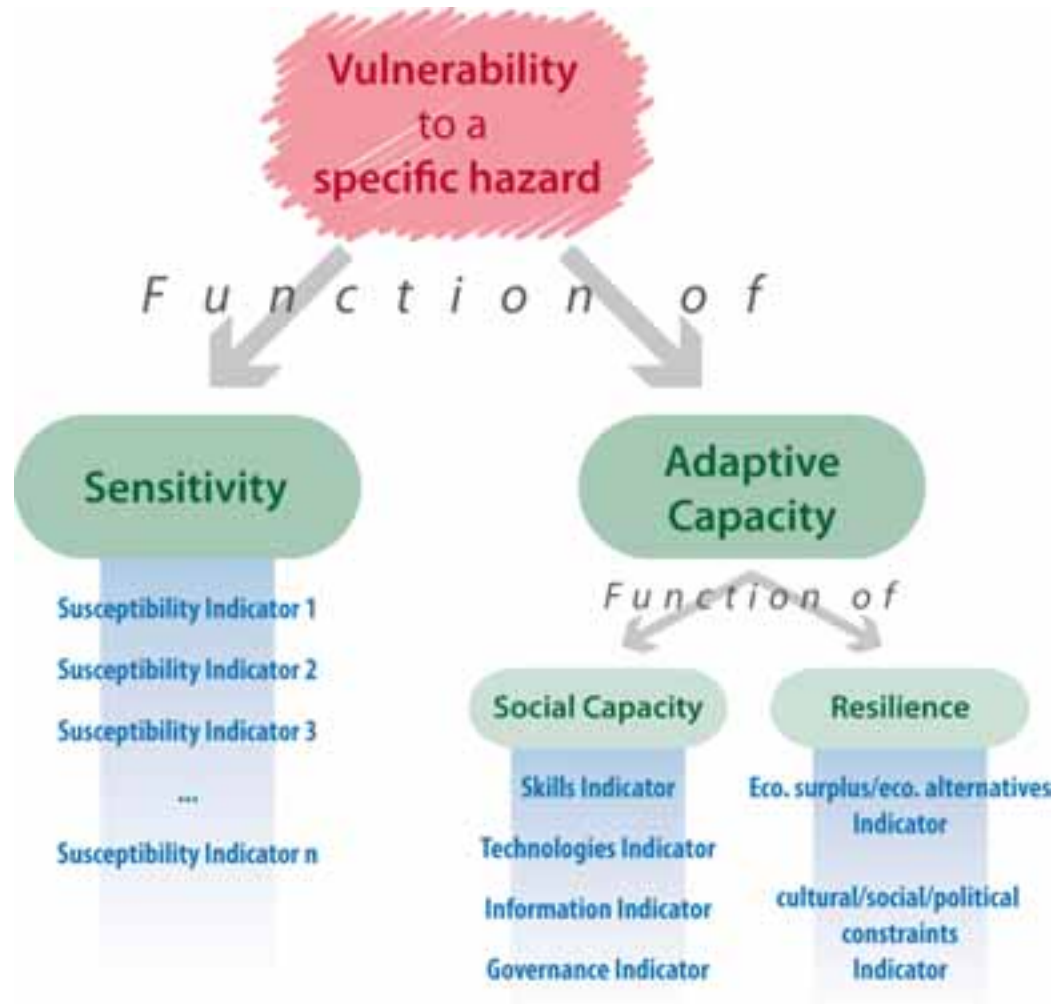 Vulnerability
to a
specific hazard
Function of
Sensitivity
Adaptive
Capacity
Susceptibility Indicator 1
Susceptibility Indicator 2
Susceptibility Indicator 3
...
Susceptibility Indicator n
Function of
Social Capacity
Skills Indicator
Technologies Indicator
Information Indicator
Governance Indicator
Resilience
Eco. surplus/eco. alternatives
Indicator
cultural/social/political
constraints
Indicator